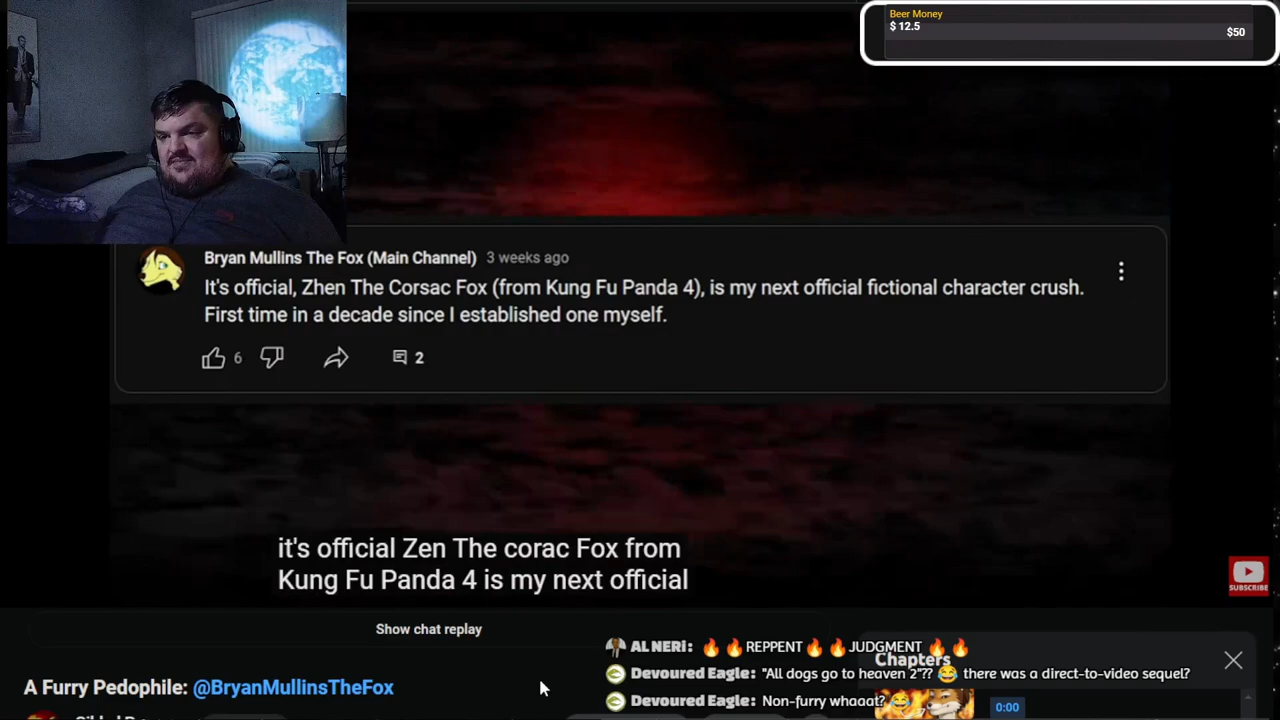 Beer Money
$ 12.5
$50
Bryan Mullins The Fox (Main Channel) 3 weeks ago
It's official, Zhen The Corsac Fox (from Kung Fu Panda 4), is my next official fictional character crush.
First time in a decade since I established one myself.
6 2
it's official Zen The corac Fox from
Kung Fu Panda 4 is my next official
SUBSCRIBE
Show chat replay
AL NERi: 🔥 🔥REPPENT🔥 🔥JUDGMENT🔥 🔥
Chapters
Devoured Eagle: "All dogs go to heaven 2"?? 😂 there was a direct-to-video sequel?
A Furry Pedophile: @BryanMullinsTheFox
Devoured Eagle: Non-furry whaaat? 😂
0:00